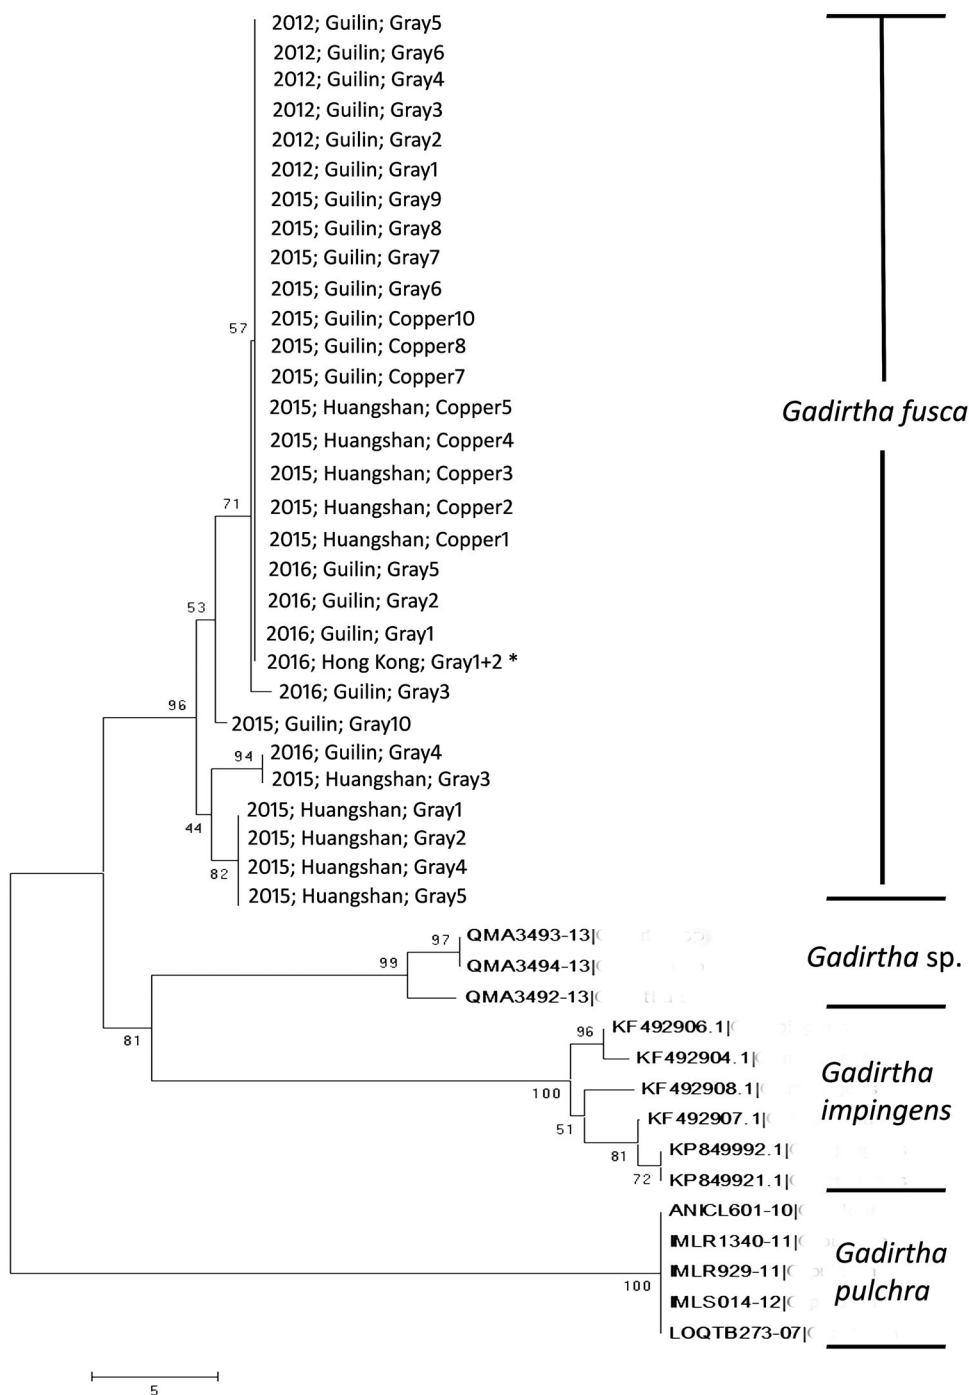 2012; Guilin; Gray5
2012; Guilin; Gray6
2012; Guilin; Gray4
2012; Guilin; Gray3
2012; Guilin; Gray2
2012; Guilin; Gray1
2015; Guilin; Gray9
2015; Guilin; Gray8
2015; Guilin; Gray7
2015; Guilin; Gray6
2015; Guilin; Copper10
57
2015; Guilin; Copper8
2015; Guilin; Copper7
2015; Huangshan; Copper5
Gadirtha fusca
2015; Huangshan; Copper4
2015; Huangshan; Copper3
71
2015; Huangshan; Copper2
2015; Huangshan; Copper1
2016; Guilin; Gray5
2016; Guilin; Gray2
53
2016; Guilin; Gray1
2016; Hong Kong; Gray1+2 *
2016; Guilin; Gray3
96
2015; Guilin; Gray10
94
2016; Guilin; Gray4
2015; Huangshan; Gray3
2015; Huangshan; Gray1
44
2015; Huangshan; Gray2
2015; Huangshan; Gray4
82
2015; Huangshan; Gray5
QMA3493-13|
97
Gadirtha sp.
99
QMA3494-13|
QMA3492-13|
KF492906.1|
96
81
KF492904.1|
Gadirtha
impingens
KF492908.1|
100
KF492907.1|
51
KP849992.1|
81
KP849921.1|
72
ANICL601-10|
IMLR1340-11|
Gadirtha
pulchra
IMLR929-11|
100
IMLS014-12|
LOQTB273-07|
5